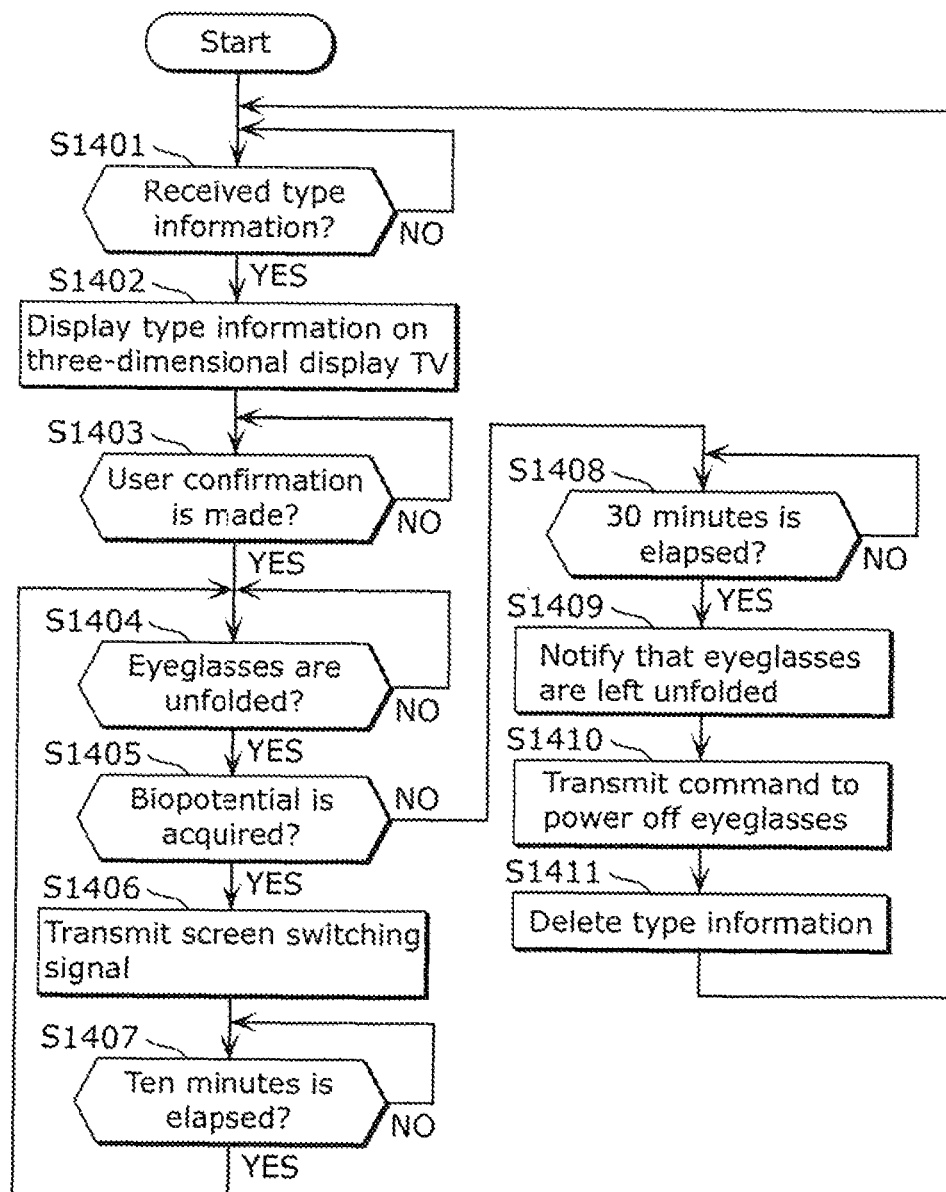 Start
S1401
Received type
information?
NO
YES
S1402
Display type information on
three-dimensional display TV
S1403
User confirmation
is made?
NO
YES
S1404
Eyeglasses are
unfolded?
NO
YES
S1405
Biopotential is
acquired?
NO
YES
S1406
Transmit screen switching
signal
S1407
Ten minutes is
elapsed?
NO
YES
S1408
30 minutes is
elapsed?
NO
YES
S1409
Notify that eyeglasses
are left unfolded
S1410
Transmit command to
power off eyeglasses
S1411
Delete type information